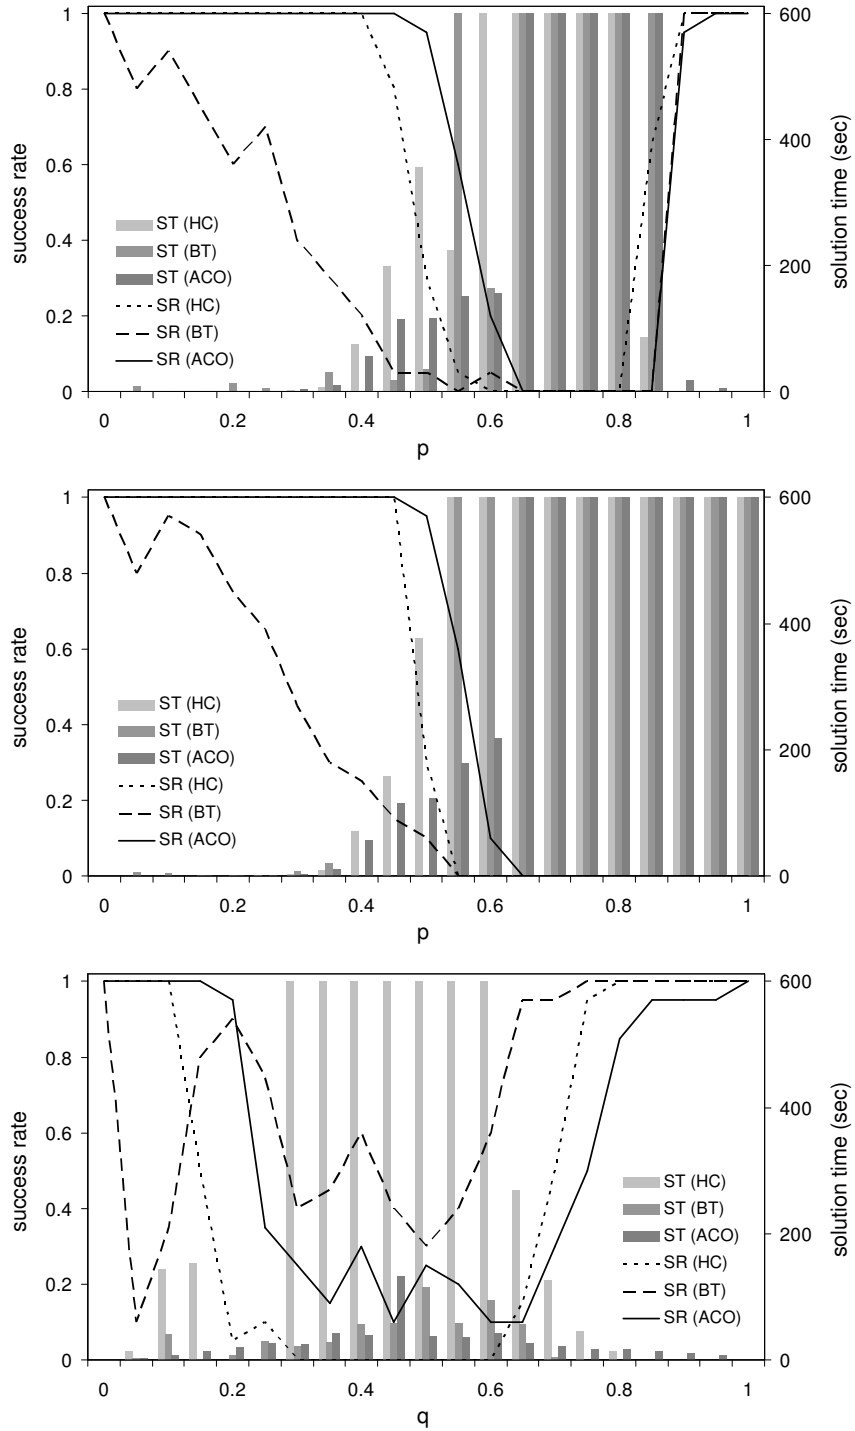 1
0.8
0.6
0.4
0.2
0
success rate
600
400
200
0
solution time (sec)
ST (HC)
ST (BT)
ST (ACO)
SR (HC)
SR (BT)
SR (ACO)
0 0.2 0.4 0.6 0.8 1
p
1
0.8
0.6
0.4
0.2
0
success rate
600
400
200
0
solution time (sec)
ST (HC)
ST (BT)
ST (ACO)
SR (HC)
SR (BT)
SR (ACO)
0 0.2 0.4 0.6 0.8 1
p
1
0.8
0.6
0.4
0.2
0
success rate
600
400
200
0
solution time (sec)
ST (HC)
ST (BT)
ST (ACO)
SR (HC)
SR (BT)
SR (ACO)
0 0.2 0.4 0.6 0.8 1
q